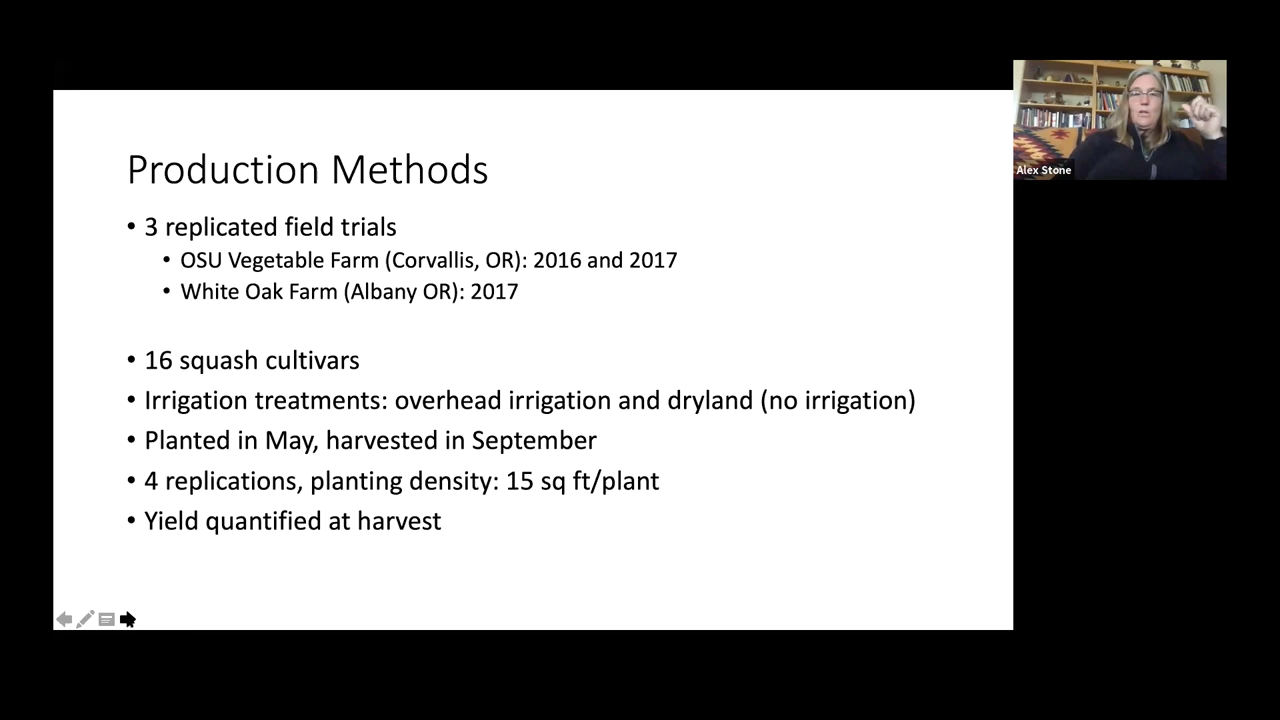 Production Methods
• 3 replicated field trials
• OSU Vegetable Farm (Corvallis, OR): 2016 and 2017
• White Oak Farm (Albany OR): 2017
• 16 squash cultivars
• Irrigation treatments: overhead irrigation and dryland (no irrigation)
• Planted in May, harvested in September
• 4 replications, planting density: 15 sq ft/plant
• Yield quantified at harvest
Alex Stone